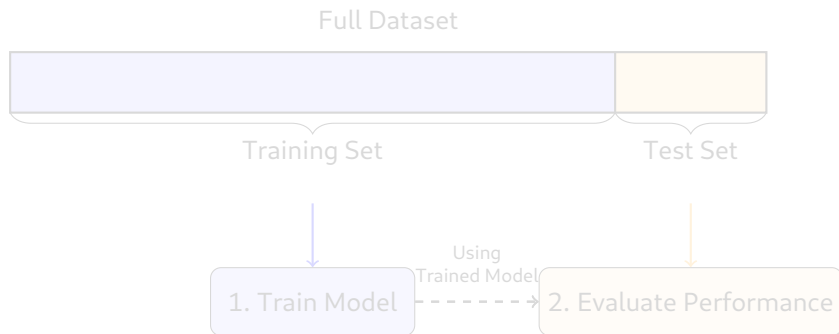 Full Dataset
Training Set
Test Set
Using
Trained Model
1. Train Model
2. Evaluate Performance